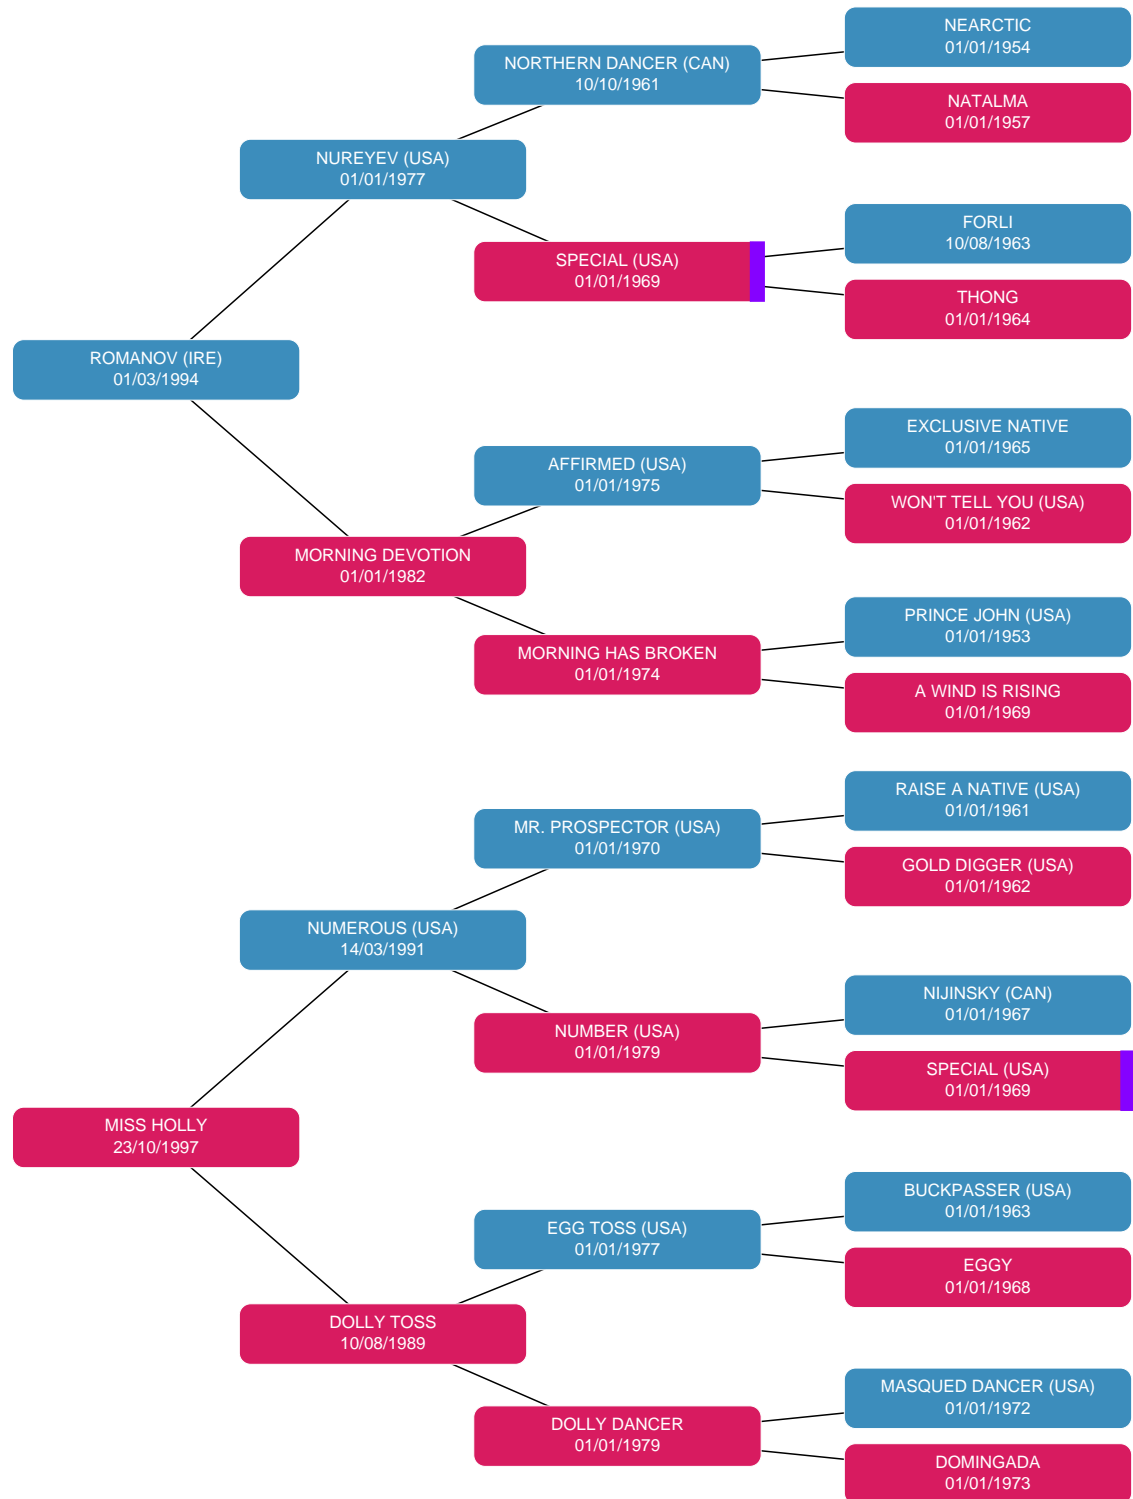 NEARCTIC
01/01/1954
NORTHERN DANCER (CAN)
10/10/1961
NATALMA
01/01/1957
NUREYEV (USA)
01/01/1977
FORLI
10/08/1963
SPECIAL (USA)
01/01/1969
THONG
01/01/1964
ROMANOV (IRE)
01/03/1994
EXCLUSIVE NATIVE
01/01/1965
AFFIRMED (USA)
01/01/1975
WON'T TELL YOU (USA)
01/01/1962
MORNING DEVOTION
01/01/1982
PRINCE JOHN (USA)
01/01/1953
MORNING HAS BROKEN
01/01/1974
A WIND IS RISING
01/01/1969
RAISE A NATIVE (USA)
01/01/1961
MR. PROSPECTOR (USA)
01/01/1970
GOLD DIGGER (USA)
01/01/1962
NUMEROUS (USA)
14/03/1991
NIJINSKY (CAN)
01/01/1967
NUMBER (USA)
01/01/1979
SPECIAL (USA)
01/01/1969
MISS HOLLY
23/10/1997
BUCKPASSER (USA)
01/01/1963
EGG TOSS (USA)
01/01/1977
EGGY
01/01/1968
DOLLY TOSS
10/08/1989
MASQUED DANCER (USA)
01/01/1972
DOLLY DANCER
01/01/1979
DOMINGADA
01/01/1973